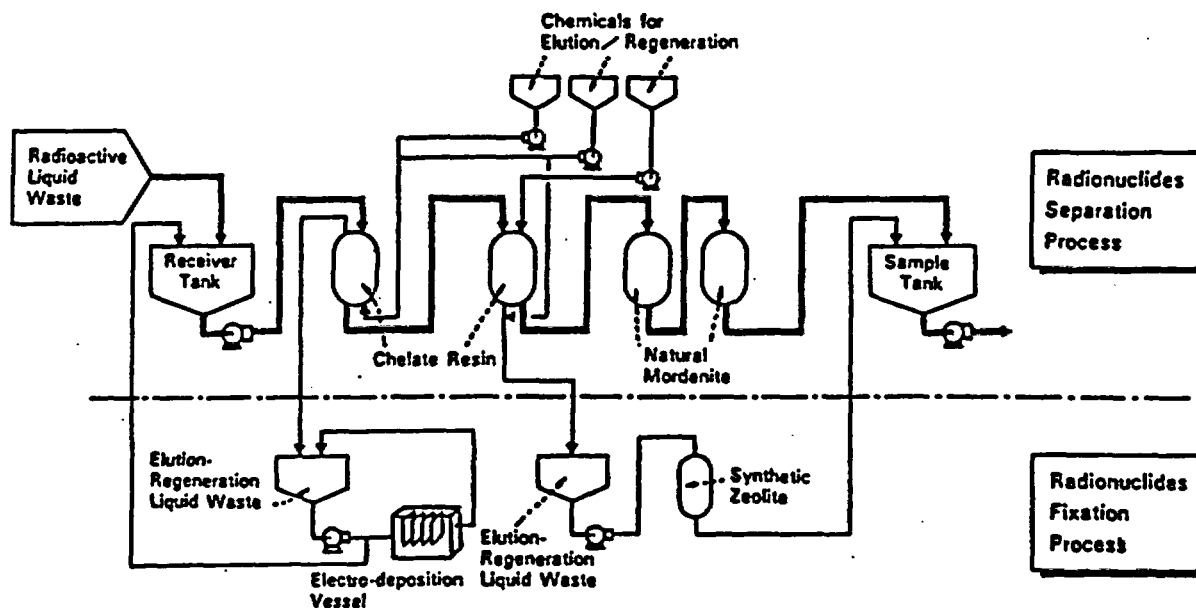 Chemicals for
Elution/Regeneration
Radioactive
Liquid
Waste
Receiver
Tank
Chelate Resin
Natural
Mordenite
Sample
Tank
Radionuclides
Separation
Process
Elution-
Regeneration
Liquid Waste
Electro-deposition
Vessel
Elution-
Regeneration
Liquid Waste
Synthetic
Zeolite
Radionuclides
Fixation
Process